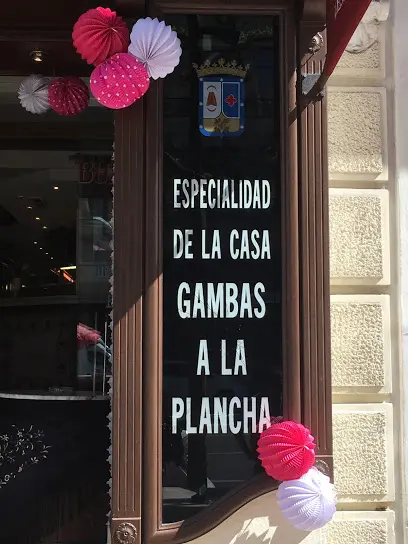 ESPECIALIDAD
DE LA CASA
GAMBAS
A LA
PLANCHA